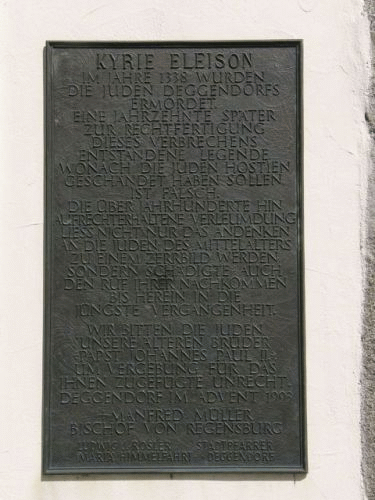 KYRIE ELEISON
IM JAHRE 1338 WURDEN
DIE JUDEN DEGGENDORFS
ERMORDET.
EINE JAHRZEHNTE SPÄTER
ZUR RECHTFERTIGUNG
DIESES VERBRECHENS
ENTSTANDENE LEGENDE
WONACH DIE JUDEN HOSTIEN
GESCHÄNDET HABEN SOLLEN
IST FALSCH.
DIE ÜBER JAHRHUNDERTE HIN
AUFRECHTERHALTENE VERLEUMDUNG
LIESS NICHT NUR DAS ANDENKEN
AN DIE JUDEN DES MITTELALTERS
ZU EINEM ZERRBILD WERDEN
SONDERN SCHÄDIGTE AUCH
DEN RUF IHRER NACHKOMMEN
BIS HEREIN IN DIE
JÜNGSTE VERGANGENHEIT.
WIR BITTEN DIE JUDEN
"UNSERE ÄLTEREN BRÜDER"
-PAPST JOHANNES PAUL II.-
UM VERGEBUNG FÜR DAS
IHNEN ZUGEFÜGTE UNRECHT.
DEGGENDORF IM ADVENT 1993
MANFRED MÜLLER
BISCHOF VON REGENSBURG
LUDWIG RÖSLER STADTPFARRER
MARIA HIMMELFAHRT DEGGENDORF